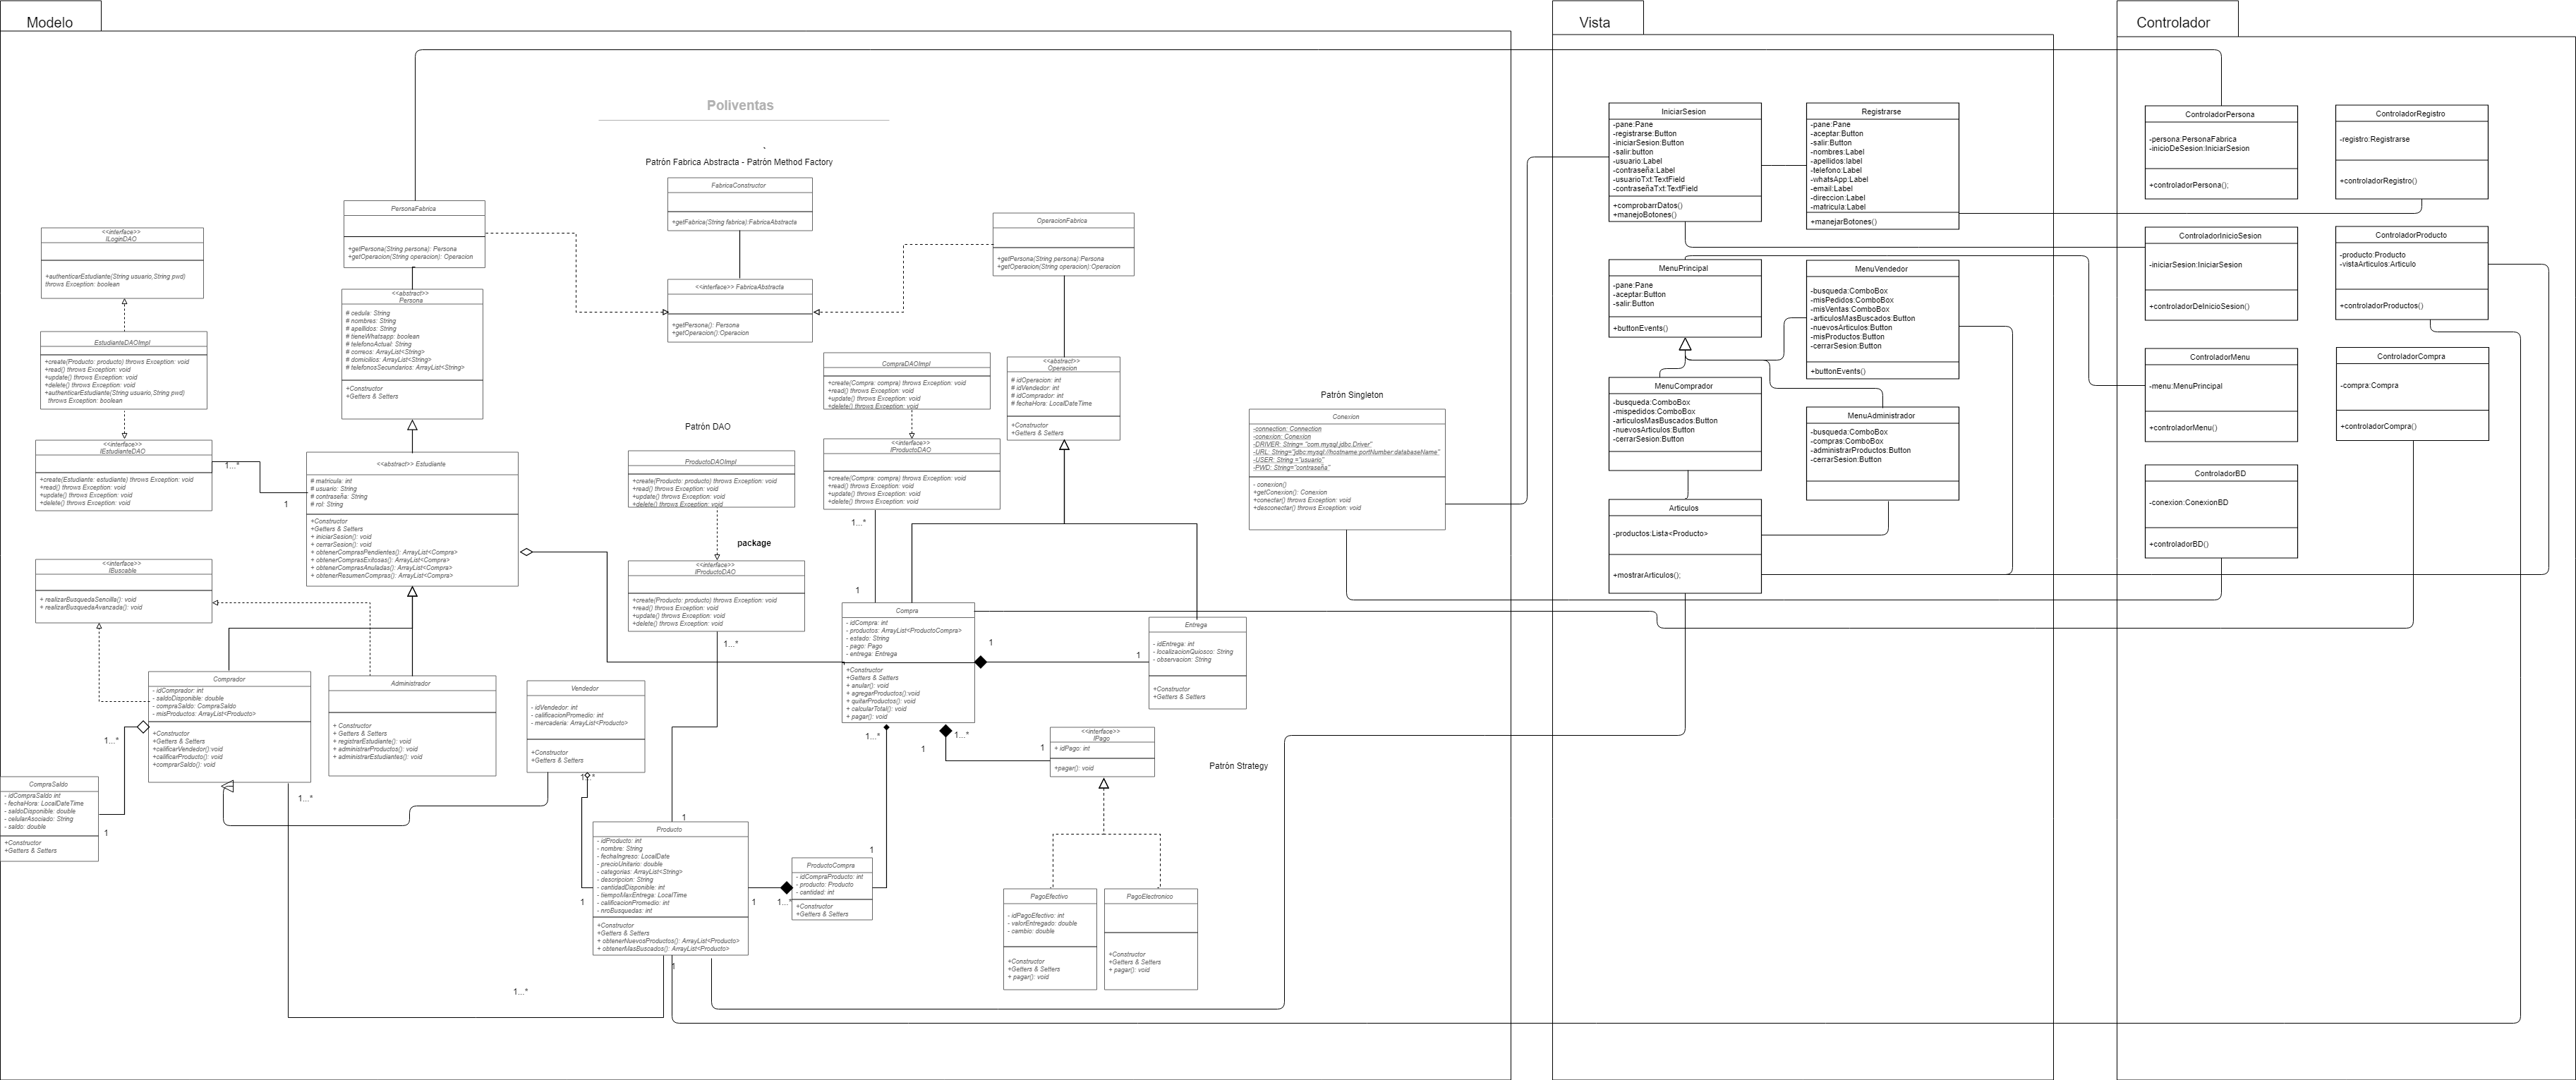 Modelo
Poliventas
.
Patrón Fabrica Abstracta - Patrón Method Factory
FabricaConstructor
+getFabrica(String fabrica):FabricaAbstracta
PersonaFabrica
+getPersona(String persona): Persona
+getOperacion(String operacion): Operacion
OperacionFabrica
+getPersona(String persona):Persona
+getOperacion(String operacion):Operacion
<<interface>> FabricaAbstracta
+getPersona(): Persona
+getOperacion():Operacion
<<interface>>
ILoginDAO
+authenticarEstudiante(String usuario,String pwd)
throws Exception: boolean
<<abstract>>
Persona
# cedula: String
# nombres: String
# apellidos: String
# tieneWhatsapp: boolean
# telefonoActual: String
# correos: ArrayList<String>
# domicilios: ArrayList<String>
# telefonosSecundarios: ArrayList<String>
+Constructor
+Getters & Setters
EstudianteDAOImpl
+create(Producto: producto) throws Exception: void
+read() throws Exception: void
+update() throws Exception: void
+delete() throws Exception: void
+authenticarEstudiante(String usuario,String pwd)
throws Exception: boolean
CompraDAOImpl
+create(Compra: compra) throws Exception: void
+read() throws Exception: void
+update() throws Exception: void
+delete() throws Exception: void
<<abstract>>
Operacion
# idOperacion: int
# idVendedor: int
# idComprador: int
# fechaHora: LocalDateTime
+Constructor
+Getters & Setters
Patrón Singleton
Conexion
-connection: Connection
-conexion: Conexion
-DRIVER: String= "com.mysql.jdbc.Driver"
-URL: String="jdbc:mysql://hostname:portNumber:databaseName"
-USER: String ="usuario"
-PWD: String="contraseña"
- conexion()
+getConexion(): Conexion
+conectar() throws Exception: void
+desconectar() throws Exception: void
Patrón DAO
<<interface>>
IEstudianteDAO
+create(Estudiante: estudiante) throws Exception: void
+read() throws Exception: void
+update() throws Exception: void
+delete() throws Exception: void
1...*
1
<<abstract>> Estudiante
# matricula: int
# usuario: String
# contraseña: String
# rol: String
+Constructor
+Getters & Setters
+ iniciarSesion(): void
+ cerrarSesion(): void
+ obtenerComprasPendientes(): ArrayList<Compra>
+ obtenerComprasExitosas(): ArrayList<Compra>
+ obtenerComprasAnuladas(): ArrayList<Compra>
+ obtenerResumenCompras(): ArrayList<Compra>
ProductoDAOImpl
+create(Producto: producto) throws Exception: void
+read() throws Exception: void
+update() throws Exception: void
+delete() throws Exception: void
<<interface>>
IProductoDAO
+create(Compra: compra) throws Exception: void
+read() throws Exception: void
+update() throws Exception: void
+delete() throws Exception: void
1...*
1
package
<<interface>>
IProductoDAO
+create(Producto: producto) throws Exception: void
+read() throws Exception: void
+update() throws Exception: void
+delete() throws Exception: void
1...*
<<interface>>
IBuscable
+ realizarBusquedaSencilla(): void
+ realizarBusquedaAvanzada(): void
Compra
- idCompra: int
- productos: ArrayList<ProductoCompra>
- estado: String
- pago: Pago
- entrega: Entrega
+Constructor
+Getters & Setters
+ anular(): void
+ agregarProductos():void
+ quitarProductos(): void
+ calcularTotal(): void
+ pagar(): void
1
1
Entrega
- idEntrega: int
- localizacionQuiosco: String
- observacion: String
+Constructor
+Getters & Setters
Comprador
- idComprador: int
- saldoDisponible: double
- compraSaldo: CompraSaldo
- misProductos: ArrayList<Producto>
+Constructor
+Getters & Setters
+calificarVendedor():void
+calificarProducto(): void
+comprarSaldo(): void
1...*
1...*
Administrador
+ Constructor
+ Getters & Setters
+ registrarEstudiante(): void
+ administrarProductos(): void
+ administrarEstudiantes(): void
Vendedor
- idVendedor: int
- calificacionPromedio: int
- mercaderia: ArrayList<Producto>
+Constructor
+Getters & Setters
1...*
1...*
1
1...*
1
<<interface>>
IPago
+ idPago: int
+pagar(): void
Patrón Strategy
CompraSaldo
- idCompraSaldo int
- fechaHora: LocalDateTime
- saldoDisponible: double
- celularAsociado: String
- saldo: double
+Constructor
+Getters & Setters
1
1
Producto
- idProducto: int
- nombre: String
- fechaIngreso: LocalDate
- precioUnitario: double
- categorias: ArrayList<String>
- descripcion: String
- cantidadDisponible: int
- tiempoMaxEntrega: LocalTime
- calificacionPromedio: int
- nroBusquedas: int
+Constructor
+Getters & Setters
+ obtenerNuevosProductos(): ArrayList<Producto>
+ obtenerMasBuscados(): ArrayList<Producto>
1
1
1...*
1
ProductoCompra
- idCompraProducto: int
- producto: Producto
- cantidad: int
+Constructor
+Getters & Setters
PagoEfectivo
- idPagoEfectivo: int
- valorEntregado: double
- cambio: double
+Constructor
+Getters & Setters
+ pagar(): void
PagoElectronico
+Constructor
+Getters & Setters
+ pagar(): void
1
1...*
Vista
IniciarSesion
-pane:Pane
-registrarse:Button
-iniciarSesion:Button
-salir:button
-usuario:Label
-contraseña:Label
-usuarioTxt:TextField
-contraseñaTxt:TextField
+comprobarrDatos()
+manejoBotones()
Registrarse
-pane:Pane
-aceptar:Button
-salir:Button
-nombres:Label
-apellidos:label
-telefono:Label
-whatsApp:Label
-email:Label
-direccion:Label
-matricula:Label
+manejarBotones()
MenuPrincipal
-pane:Pane
-aceptar:Button
-salir:Button
+buttonEvents()
MenuVendedor
-busqueda:ComboBox
-misPedidos:ComboBox
-misVentas:ComboBox
-articulosMasBuscados:Button
-nuevosArticulos:Button
-misProductos:Button
-cerrarSesion:Button
+buttonEvents()
MenuComprador
-busqueda:ComboBox
-mispedidos:ComboBox
-articulosMasBuscados:Button
-nuevosArticulos:Button
-cerrarSesion:Button
MenuAdministrador
-busqueda:ComboBox
-compras:ComboBox
-administrarProductos:Button
-cerrarSesion:Button
Articulos
-productos:Lista<Producto>
+mostrarArticulos();
Controlador
ControladorPersona
-persona:PersonaFabrica
-inicioDeSesion:IniciarSesion
+controladorPersona();
ControladorRegistro
-registro:Registrarse
+controladorRegistro()
ControladorInicioSesion
-iniciarSesion:IniciarSesion
+controladorDeInicioSesion()
ControladorProducto
-producto:Producto
-vistaArticulos:Articulo
+controladorProductos()
ControladorMenu
-menu:MenuPrincipal
+controladorMenu()
ControladorCompra
-compra:Compra
+controladorCompra()
ControladorBD
-conexion:ConexionBD
+controladorBD()